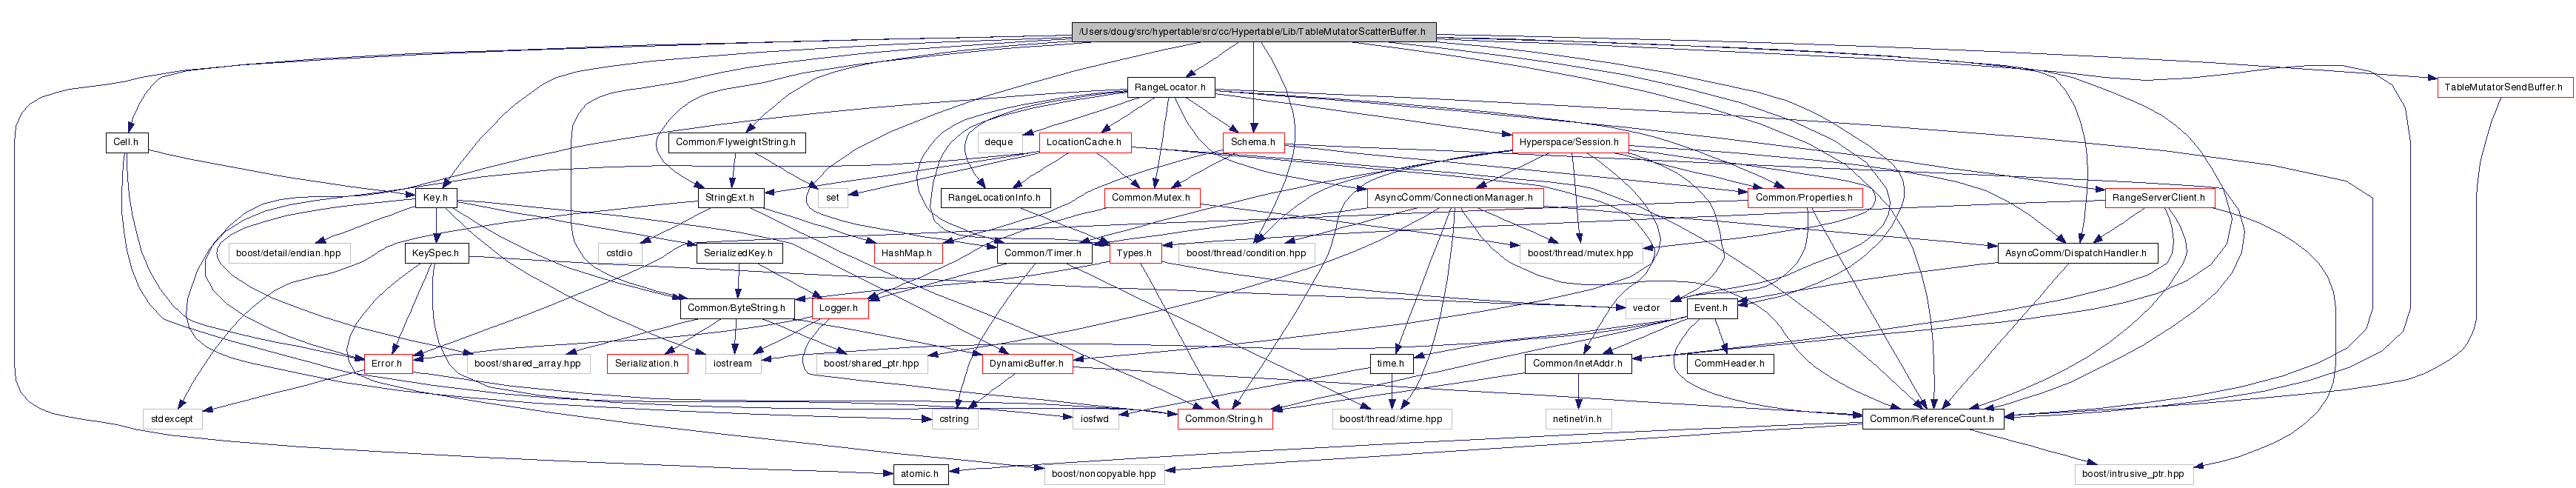 /Users/doug/src/hypertable/src/cc/Hypertable/Lib/TableMutatorScatterBuffer.h
RangeLocator.h
TableMutatorSendBuffer.h
Cell.h
Common/FlyweightString.h
deque
LocationCache.h
Schema.h
Hyperspace/Session.h
Key.h
StringExt.h
set
RangeLocationInfo.h
Common/Mutex.h
AsyncComm/ConnectionManager.h
Common/Properties.h
RangeServerClient.h
boost/detail/endian.hpp
KeySpec.h
cstdio
SerializedKey.h
HashMap.h
Common/Timer.h
Types.h
boost/thread/condition.hpp
boost/thread/mutex.hpp
AsyncComm/DispatchHandler.h
Common/ByteString.h
Logger.h
vector
Event.h
Error.h
boost/shared_array.hpp
Serialization.h
iostream
boost/shared_ptr.hpp
DynamicBuffer.h
time.h
Common/InetAddr.h
CommHeader.h
stdexcept
cstring
iosfwd
Common/String.h
boost/thread/xtime.hpp
netinet/in.h
Common/ReferenceCount.h
atomic.h
boost/noncopyable.hpp
boost/intrusive_ptr.hpp